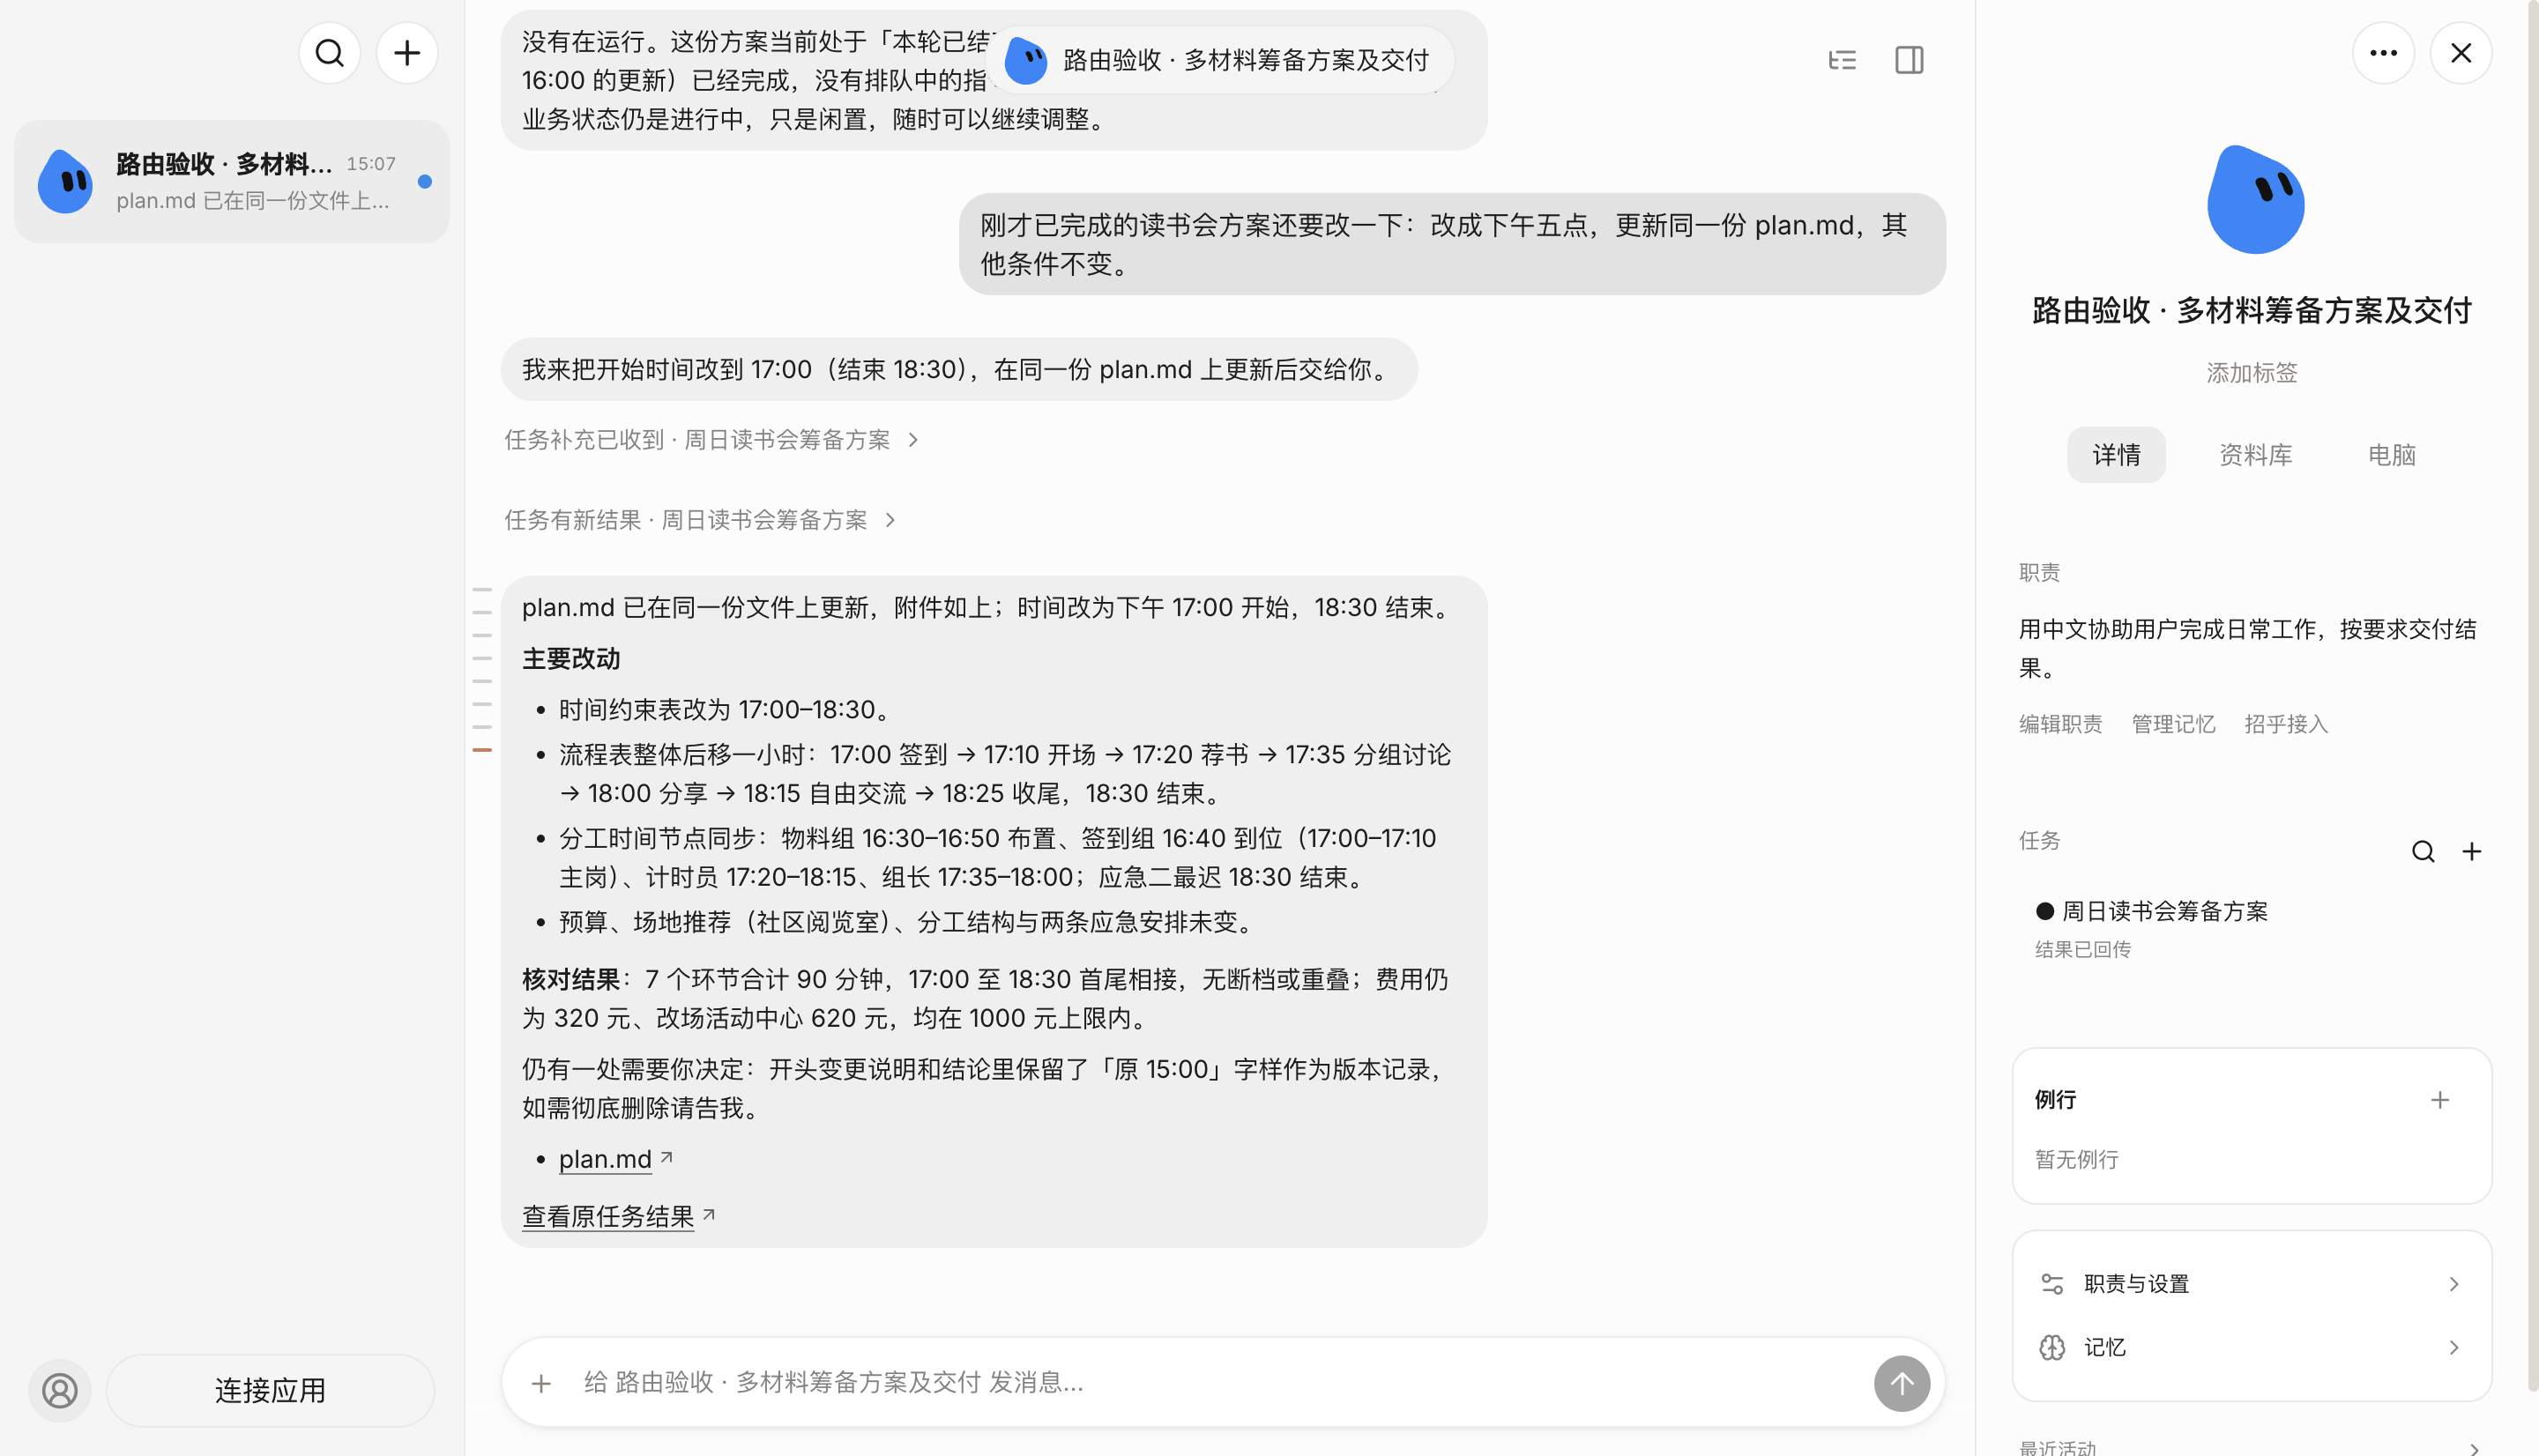 路由验收 · 多材料... 15:07
plan.md 已在同一份文件上...
连接应用
路由验收 · 多材料筹备方案及交付
没有在运行。这份方案当前处于「本轮已结
16:00 的更新）已经完成，没有排队中的指
业务状态仍是进行中，只是闲置，随时可以继续调整。
刚才已完成的读书会方案还要改一下：改成下午五点，更新同一份 plan.md，其
他条件不变。
我来把开始时间改到 17:00（结束 18:30），在同一份 plan.md 上更新后交给你。
任务补充已收到 · 周日读书会筹备方案
任务有新结果 · 周日读书会筹备方案
plan.md 已在同一份文件上更新，附件如上；时间改为下午 17:00 开始，18:30 结束。
主要改动
• 时间约束表改为 17:00–18:30。
• 流程表整体后移一小时：17:00 签到 → 17:10 开场 → 17:20 荐书 → 17:35 分组讨论
→ 18:00 分享 → 18:15 自由交流 → 18:25 收尾，18:30 结束。
• 分工时间节点同步：物料组 16:30–16:50 布置、签到组 16:40 到位（17:00–17:10
主岗）、计时员 17:20–18:15、组长 17:35–18:00；应急二最迟 18:30 结束。
• 预算、场地推荐（社区阅览室）、分工结构与两条应急安排未变。
核对结果：7 个环节合计 90 分钟，17:00 至 18:30 首尾相接，无断档或重叠；费用仍
为 320 元、改场活动中心 620 元，均在 1000 元上限内。
仍有一处需要你决定：开头变更说明和结论里保留了「原 15:00」字样作为版本记录，
如需彻底删除请告我。
• plan.md
查看原任务结果
给 路由验收 · 多材料筹备方案及交付 发消息...
路由验收 · 多材料筹备方案及交付
添加标签
详情 资料库 电脑
职责
用中文协助用户完成日常工作，按要求交付结
果。
编辑职责 管理记忆 招乎接入
任务
周日读书会筹备方案
结果已回传
例行
暂无例行
职责与设置
记忆
最近活动